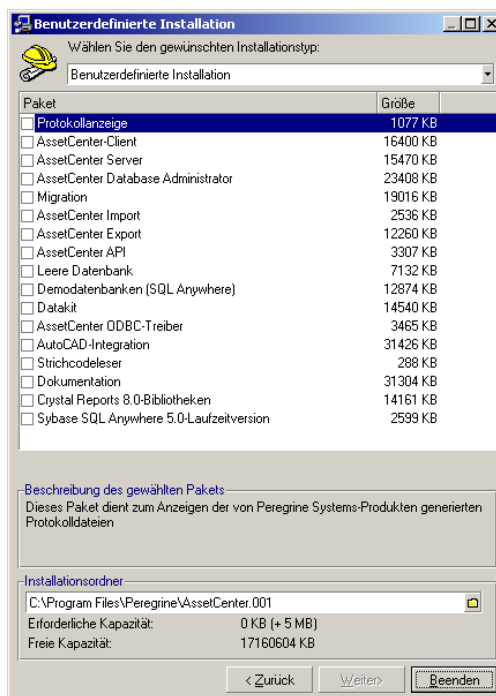 Benutzerdefinierte Installation
Wählen Sie den gewünschten Installationstyp:
Benutzerdefinierte Installation
Paket Größe
Protokollanzeige 1077 KB
AssetCenter-Client 16400 KB
AssetCenter Server 15470 KB
AssetCenter Database Administrator 23408 KB
Migration 19016 KB
AssetCenter Import 2536 KB
AssetCenter Export 12260 KB
AssetCenter API 3307 KB
Leere Datenbank 7132 KB
Demodatenbanken (SQL Anywhere) 12874 KB
Datakit 14540 KB
AssetCenter ODBC-Treiber 3465 KB
AutoCAD-Integration 31426 KB
Strichcodeleser 288 KB
Dokumentation 31304 KB
Crystal Reports 8.0-Bibliotheken 14161 KB
Sybase SQL Anywhere 5.0-Laufzeitversion 2599 KB
Beschreibung des gewählten Pakets
Dieses Paket dient zum Anzeigen der von Peregrine Systems-Produkten generierten
Protokolldateien
Installationsordner
C:\Program Files\Peregrine\AssetCenter.001
Erforderliche Kapazität: 0 KB (+ 5 MB)
Freie Kapazität: 17160604 KB
< Zurück Weiter> Beenden